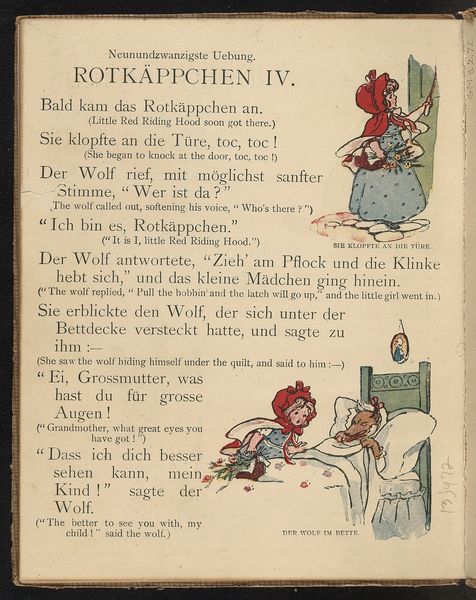 Neunundzwanzigste Uebung.
ROTKÄPPCHEN IV.
Bald kam das Rotkäppchen an.
(Little Red Riding Hood soon got there.)
Sie klopfte an die Türe, toc, toc !
(She began to knock at the door, toc, toc !)
Der Wolf rief, mit möglichst sanfter
Stimme, “ Wer ist da ? ”
(The wolf called out, softening his voice, “ Who's there ? ”)
“ Ich bin es, Rotkäppchen.”
(“ It is I, little Red Riding Hood.”)
SIE KLOPFTE AN DIE TÜRE.
Der Wolf antwortete, “ Zieh' am Pflock und die Klinke
hebt sich,” und das kleine Mädchen ging hinein.
(“ The wolf replied, “ Pull the bobbin and the latch will go up,” and the little girl went in.)
Sie erblickte den Wolf, der sich unter der
Bettdecke versteckt hatte, und sagte zu
ihm :—
(She saw the wolf hiding himself under the quilt, and said to him :—)
“ Ei, Grossmutter, was
hast du für grosse
Augen !
(“ Grandmother, what great eyes you
have got ! ”)
“ Dass ich dich besser
sehen kann, mein
Kind ! ” sagte der
Wolf.
(“ The better to see you with, my
child ! ” said the wolf.)
DER WOLF IM BETTE.